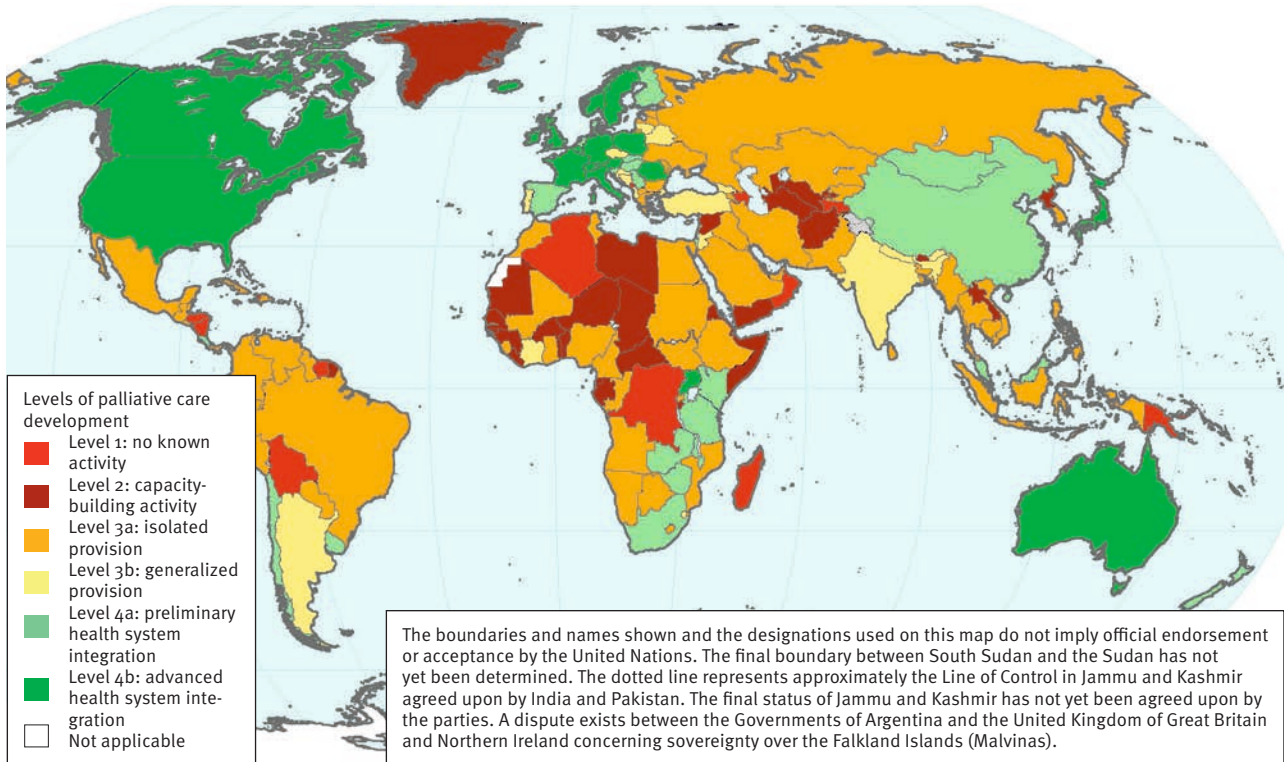 Levels of palliative care
development
Level 1: no known
activity
Level 2: capacity-
building activity
Level 3a: isolated
provision
Level 3b: generalized
provision
Level 4a: preliminary
health system
integration
Level 4b: advanced
health system inte-
gration
Not applicable
The boundaries and names shown and the designations used on this map do not imply official endorsement
or acceptance by the United Nations. The final boundary between South Sudan and the Sudan has not
yet been determined. The dotted line represents approximately the Line of Control in Jammu and Kashmir
agreed upon by India and Pakistan. The final status of Jammu and Kashmir has not yet been agreed upon by
the parties. A dispute exists between the Governments of Argentina and the United Kingdom of Great Britain
and Northern Ireland concerning sovereignty over the Falkland Islands (Malvinas).